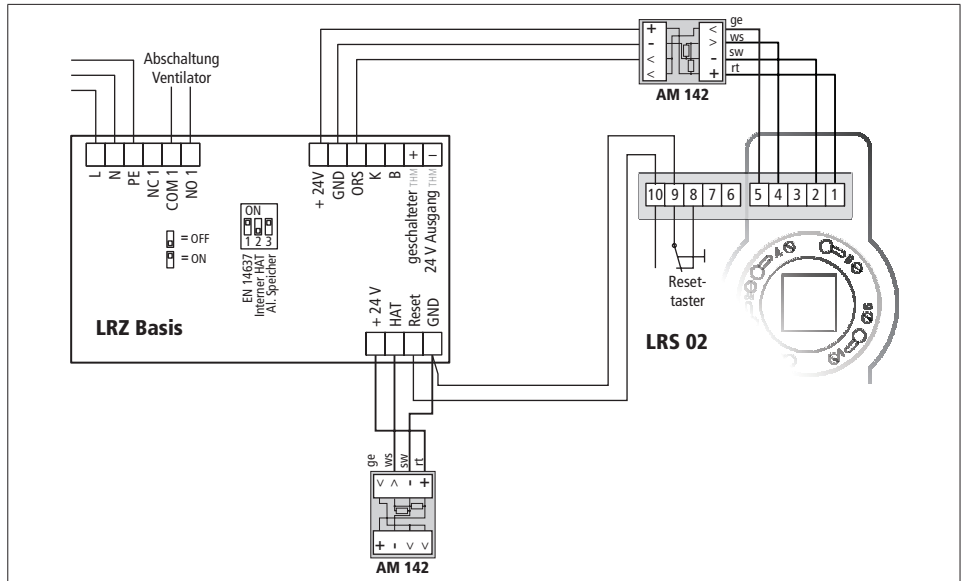 ge
ws
sw
rt
+
-
<
<
<
>
-
+
AM 142
Abschaltung
Ventilator
L
N
PE
NC 1
COM 1
NO 1
+ 24V
GND
ORS
K
B
+
−
geschalteter THM
24 V Ausgang THM
ON
1 2 3
= OFF
= ON
EN 14637
Interner HAT
Al. Speicher
LRZ Basis
+ 24 V
HAT
Reset
GND
10 9 8 7 6
5 4 3 2 1
Reset-
taster
LRS 02
A
B
ge
ws
sw
rt
< > - +
+ - < <
AM 142